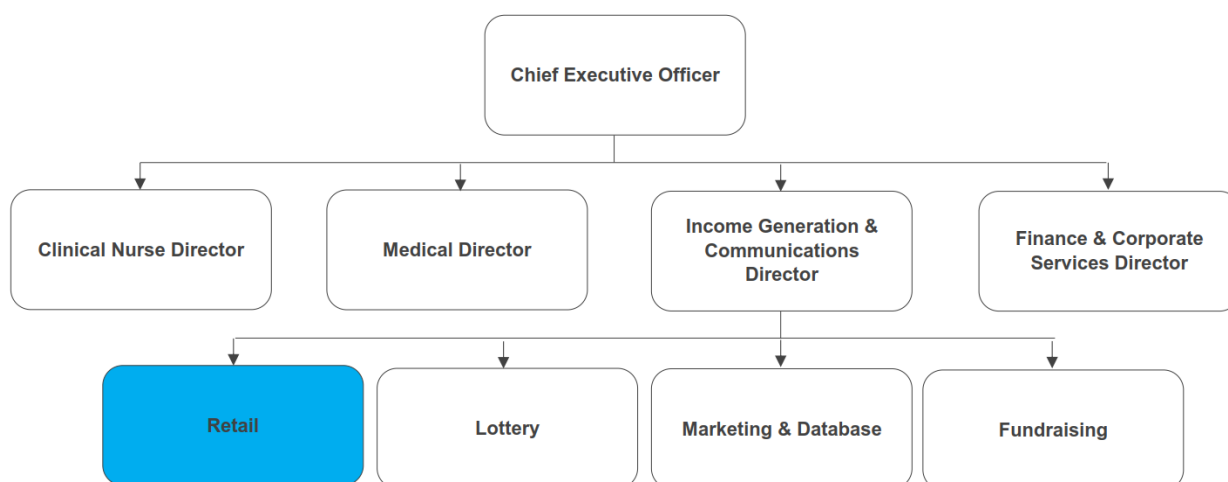 Chief Executive Officer
Clinical Nurse Director
Medical Director
Income Generation &
Communications
Director
Finance & Corporate
Services Director
Retail
Lottery
Marketing & Database
Fundraising